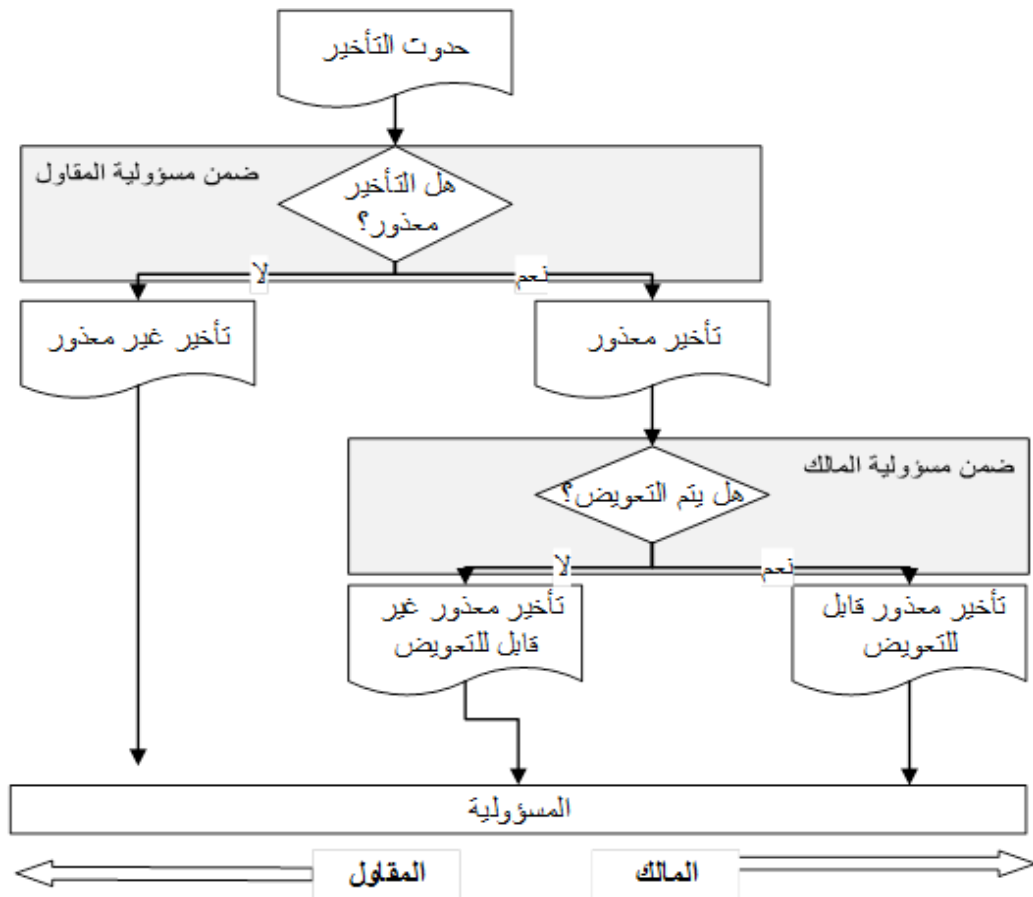 حدوت التأخير
ضمن مسؤولية المقاول
هل التأخير
معذور؟
نعم
لا
تأخير معذور
تأخير غير معذور
ضمن مسؤولية المالك
هل يتم التعويض؟
نعم
لا
تأخير معذور قابل
للتعويض
تأخير معذور غير
قابل للتعويض
المسؤولية
المالك
المقاول